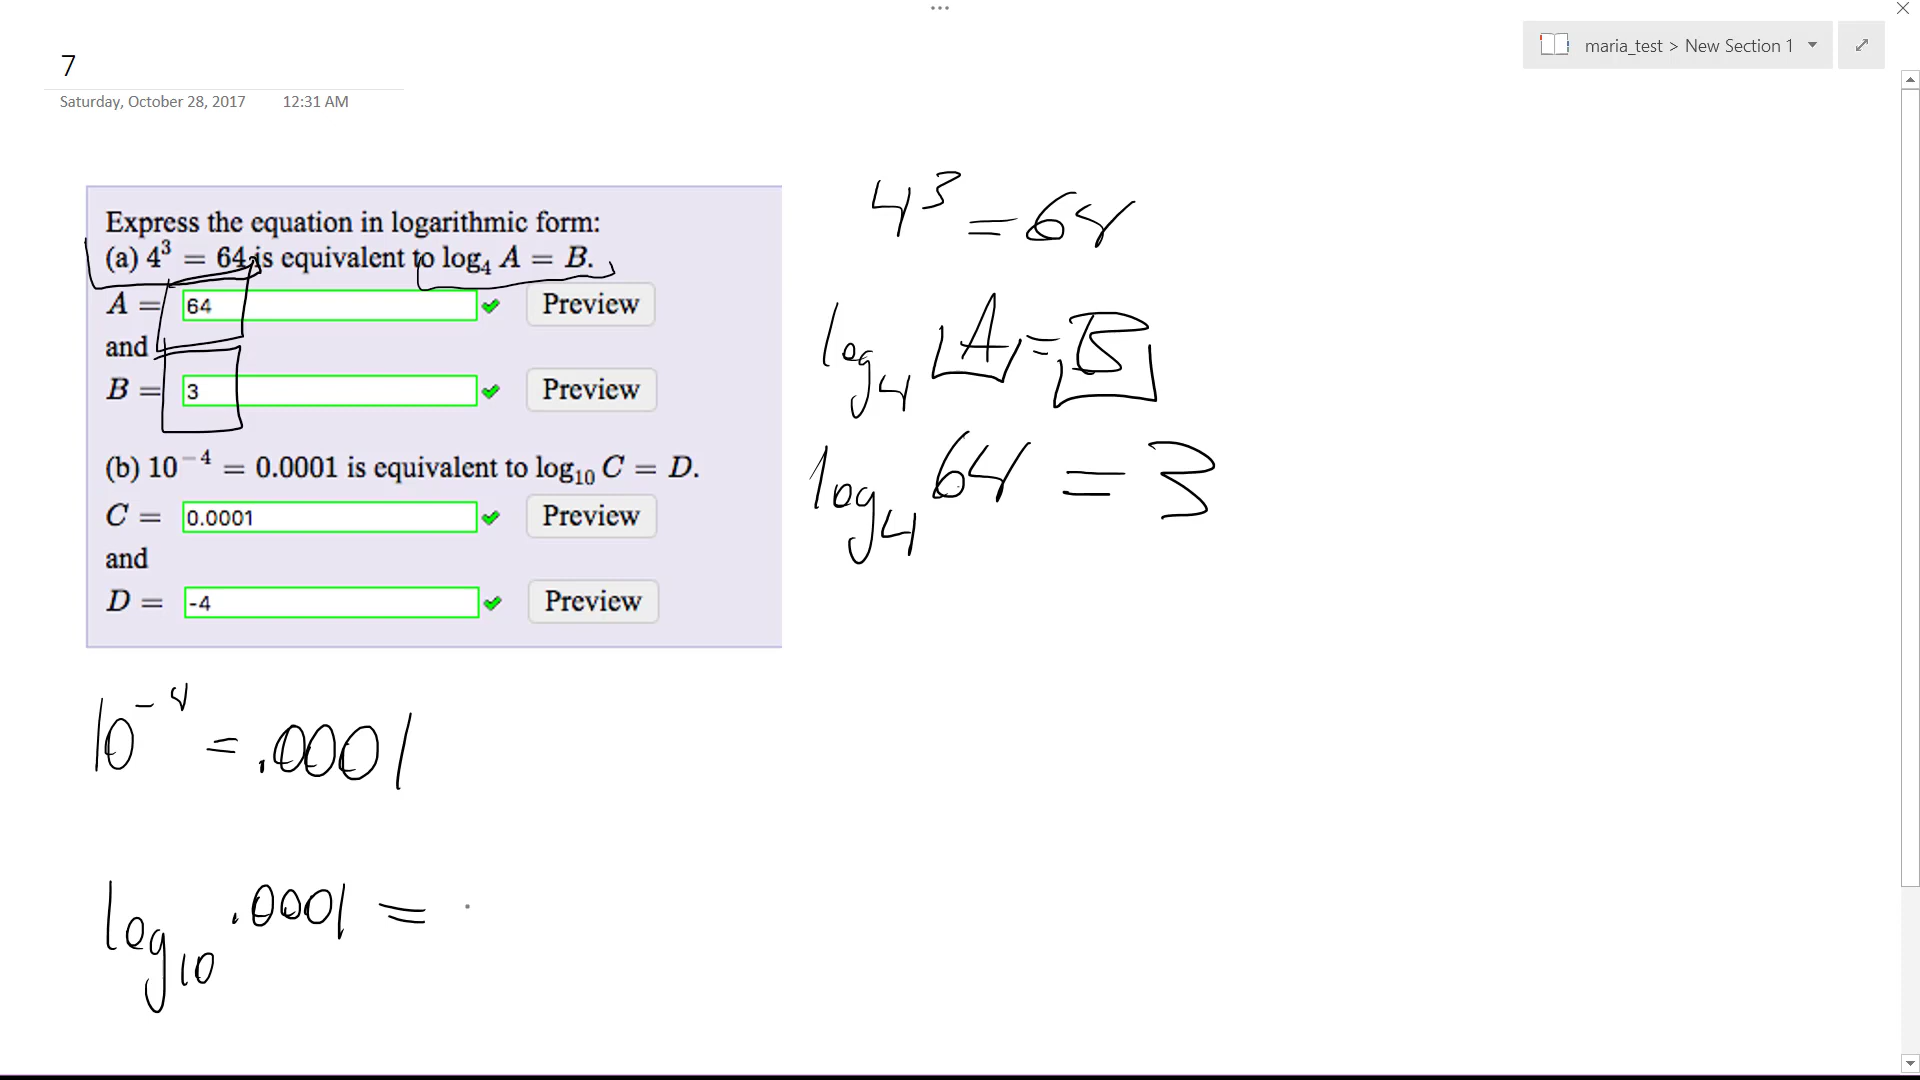 ...
maria_test > New Section 1
7
Saturday, October 28, 2017 12:31 AM
Express the equation in logarithmic form:
(a) 4³ = 64 is equivalent to log₄ A = B.
A = 64 Preview
and
B = 3 Preview
(b) 10⁻⁴ = 0.0001 is equivalent to log₁₀ C = D.
C = 0.0001 Preview
and
D = -4 Preview
4³ = 64
log₄ A = B
log₄ 64 = 3
10⁻⁴ = .0001
log₁₀ .0001 =